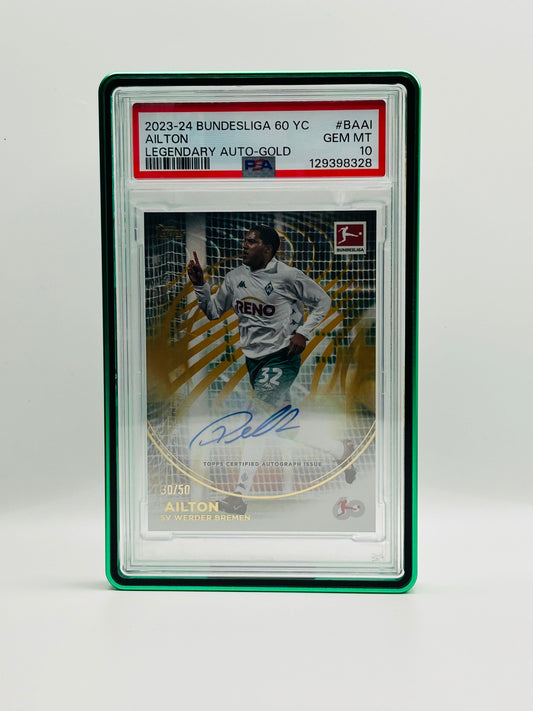 2023-24 BUNDESLIGA 60 YC #BAAI
AILTON GEM MT
LEGENDARY AUTO-GOLD 10
PSA 129398328
BUNDESLIGA
RENO
32
TOPPS CERTIFIED AUTOGRAPH ISSUE
30/50
AILTON
SV WERDER BREMEN
60